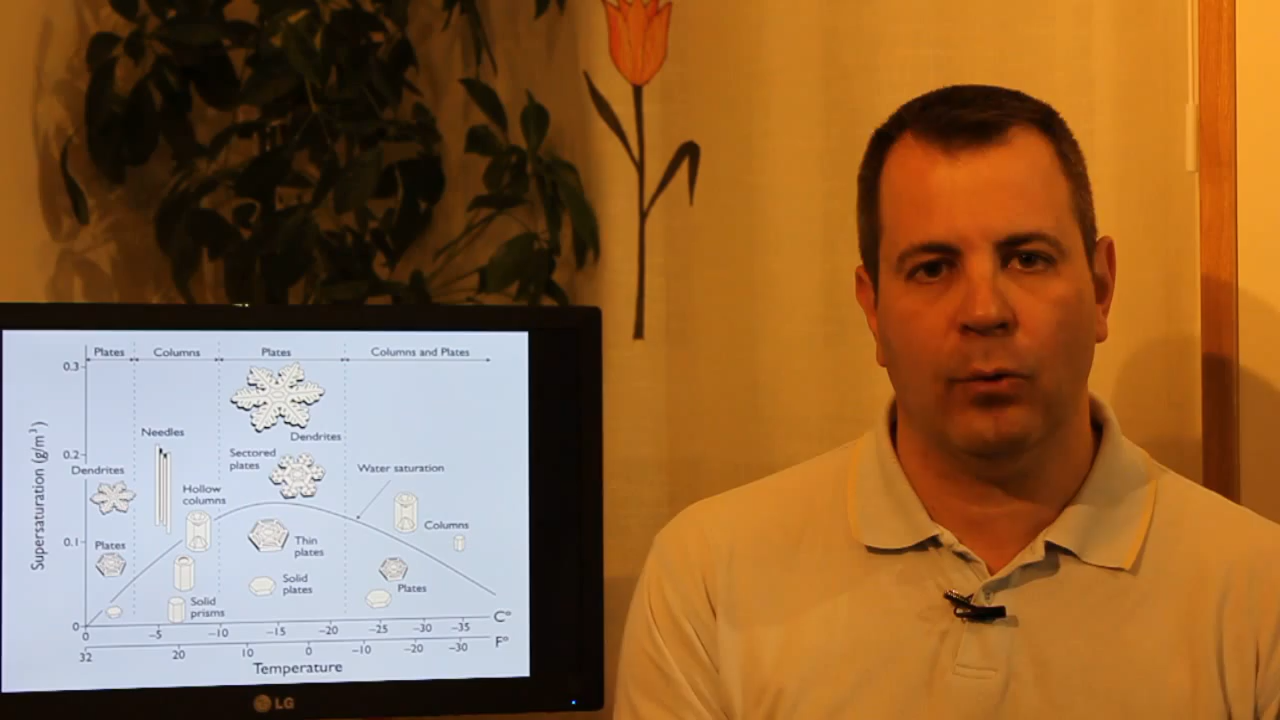 Plates Columns Plates Columns and Plates
0.3
Needles
Dendrites
Sectored
plates
0.2
Water saturation
Dendrites
Hollow
columns
Columns
0.1
Plates
Thin
plates
Solid
plates
Plates
Solid
prisms
Supersaturation (g/m³)
0
C°
0 -5 -10 -15 -20 -25 -30 -35
F°
32 20 10 0 -10 -20 -30
Temperature
LG